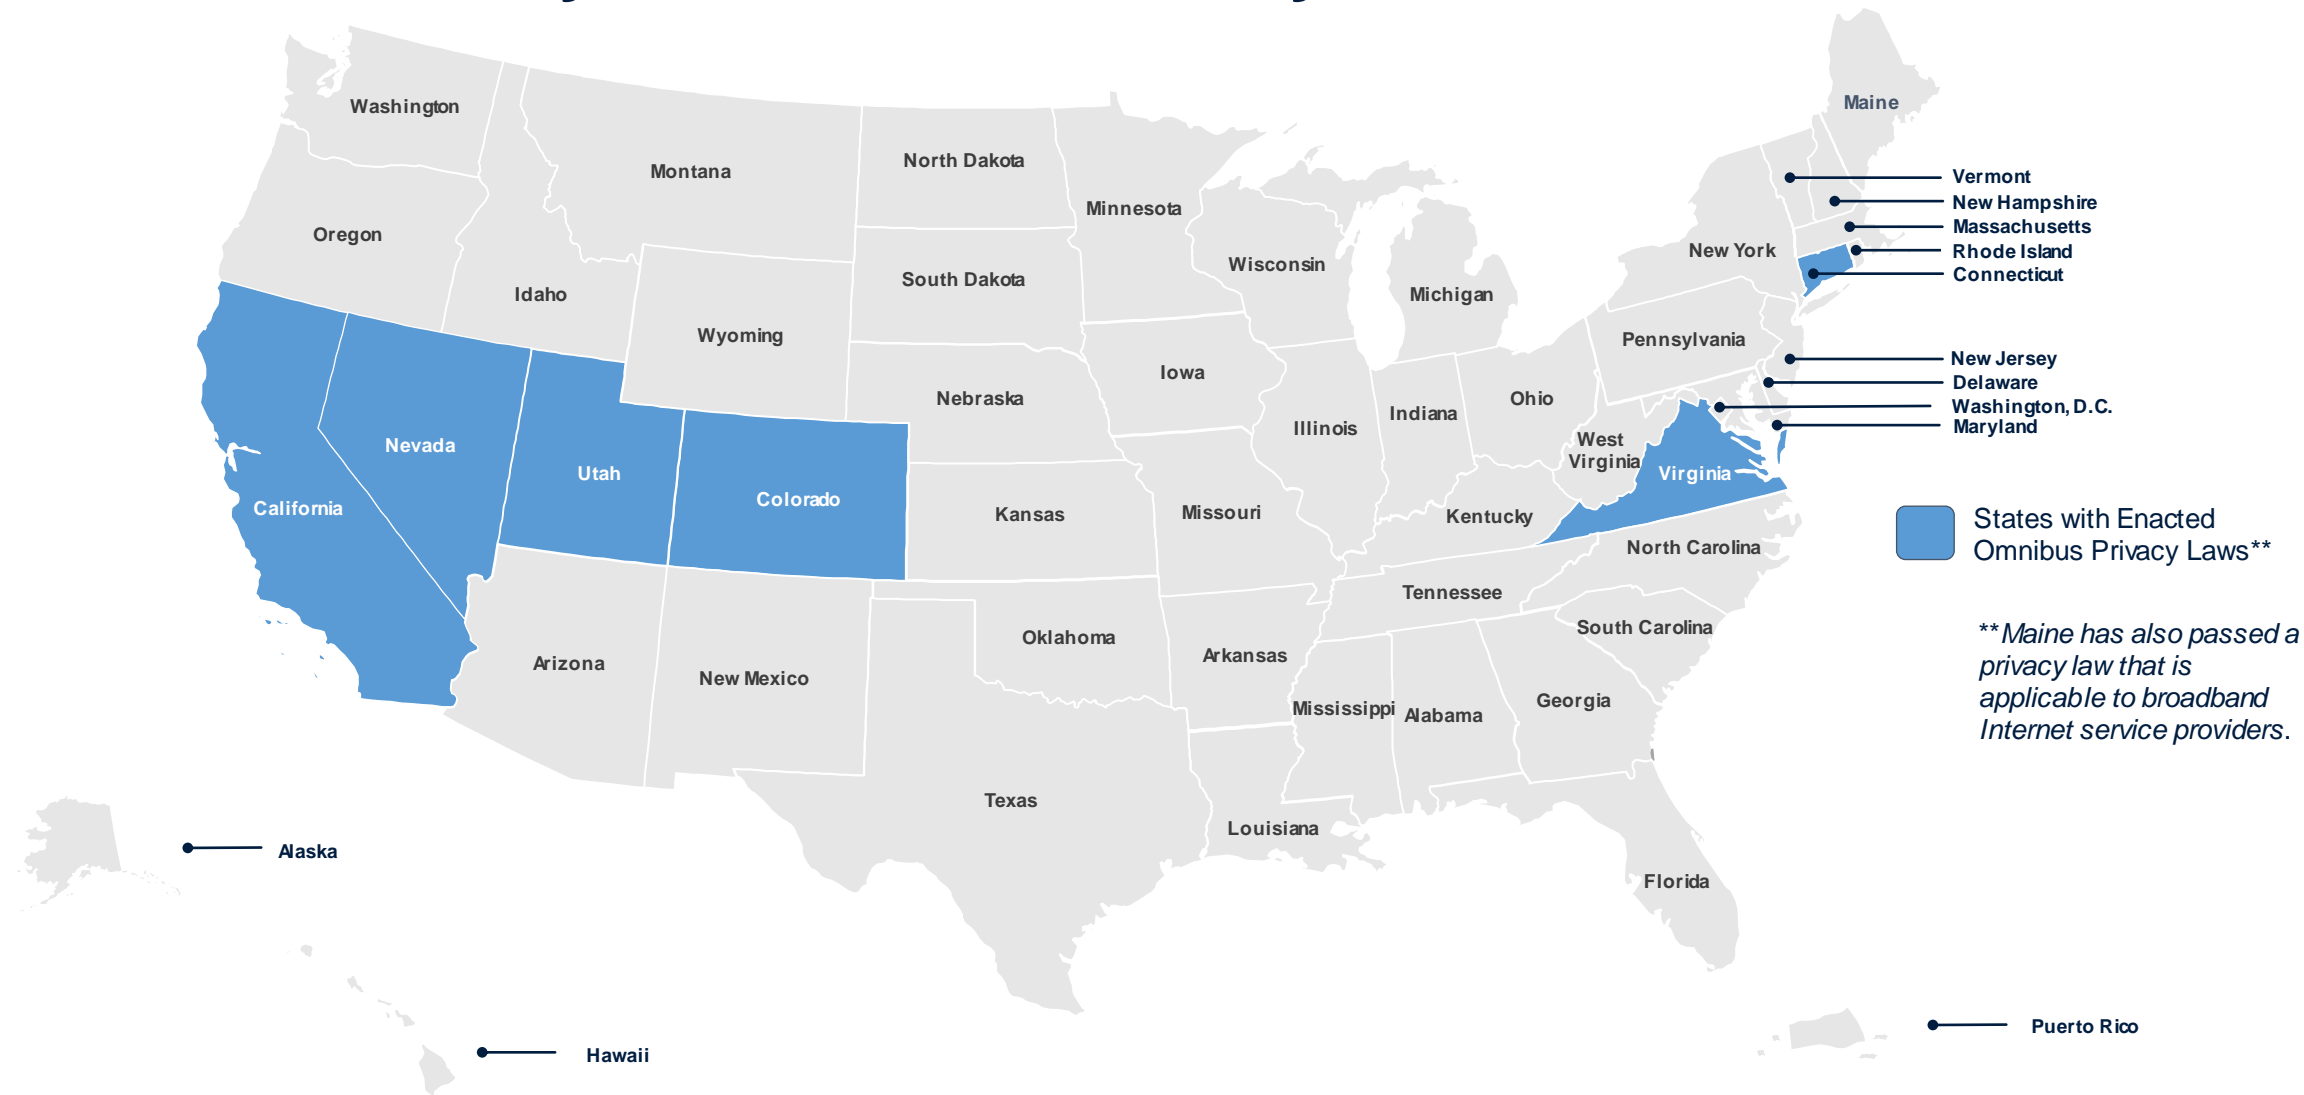 Maine
Washington
Montana
North Dakota
Minnesota
Vermont
New Hampshire
Massachusetts
Rhode Island
Connecticut
Oregon
New York
Wisconsin
South Dakota
Idaho
Michigan
Wyoming
Pennsylvania
New Jersey
Delaware
Washington, D.C.
Maryland
Iowa
Nebraska
Ohio
Indiana
Illinois
West
Virginia
Nevada
Utah
Virginia
Colorado
California
Kansas
Missouri
Kentucky
States with Enacted
Omnibus Privacy Laws**
North Carolina
Tennessee
South Carolina
**Maine has also passed a
privacy law that is
applicable to broadband
Internet service providers.
Oklahoma
Arkansas
Arizona
New Mexico
Mississippi
Alabama
Georgia
Texas
Louisiana
Alaska
Florida
Hawaii
Puerto Rico